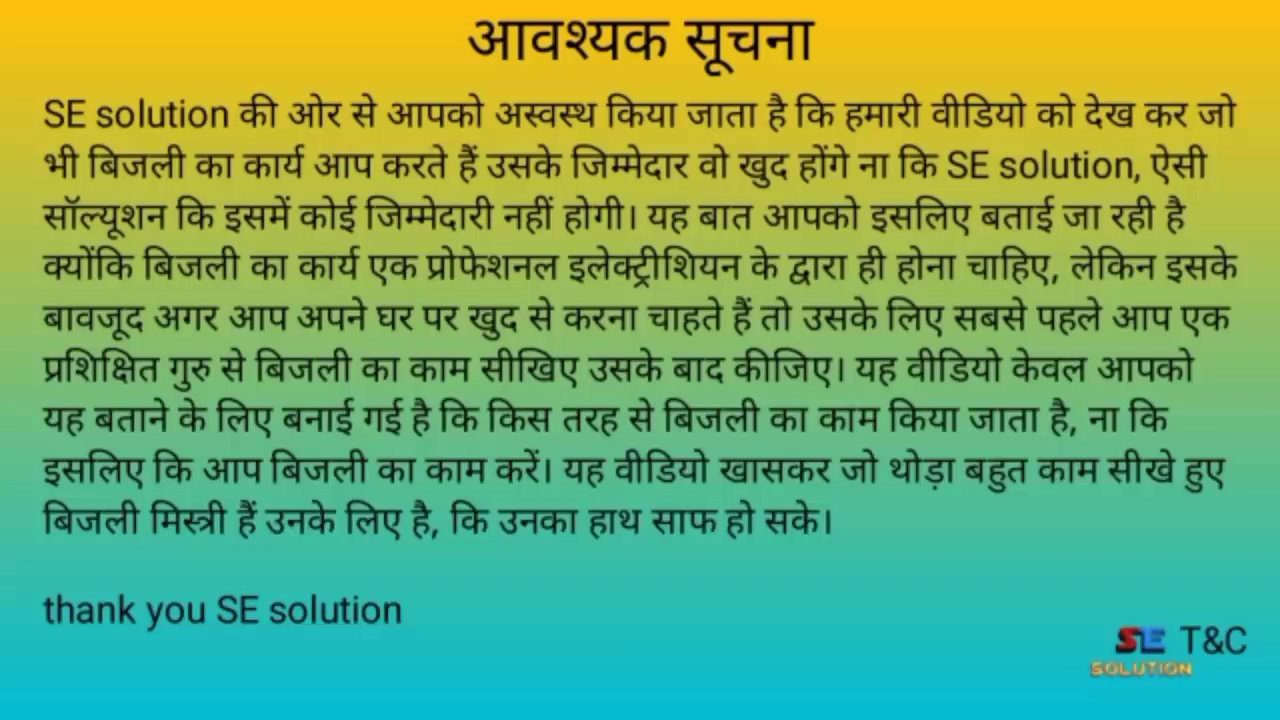 आवश्यक सूचना
SE solution की ओर से आपको अस्वस्थ किया जाता है कि हमारी वीडियो को देख कर जो
भी बिजली का कार्य आप करते हैं उसके जिम्मेदार वो खुद होंगे ना कि SE solution, ऐसी
सॉल्यूशन कि इसमें कोई जिम्मेदारी नहीं होगी। यह बात आपको इसलिए बताई जा रही है
क्योंकि बिजली का कार्य एक प्रोफेशनल इलेक्ट्रीशियन के द्वारा ही होना चाहिए, लेकिन इसके
बावजूद अगर आप अपने घर पर खुद से करना चाहते हैं तो उसके लिए सबसे पहले आप एक
प्रशिक्षित गुरु से बिजली का काम सीखिए उसके बाद कीजिए। यह वीडियो केवल आपको
यह बताने के लिए बनाई गई है कि किस तरह से बिजली का काम किया जाता है, ना कि
इसलिए कि आप बिजली का काम करें। यह वीडियो खासकर जो थोड़ा बहुत काम सीखे हुए
बिजली मिस्त्री हैं उनके लिए है, कि उनका हाथ साफ हो सके।
thank you SE solution
SE T&C
SOLUTION